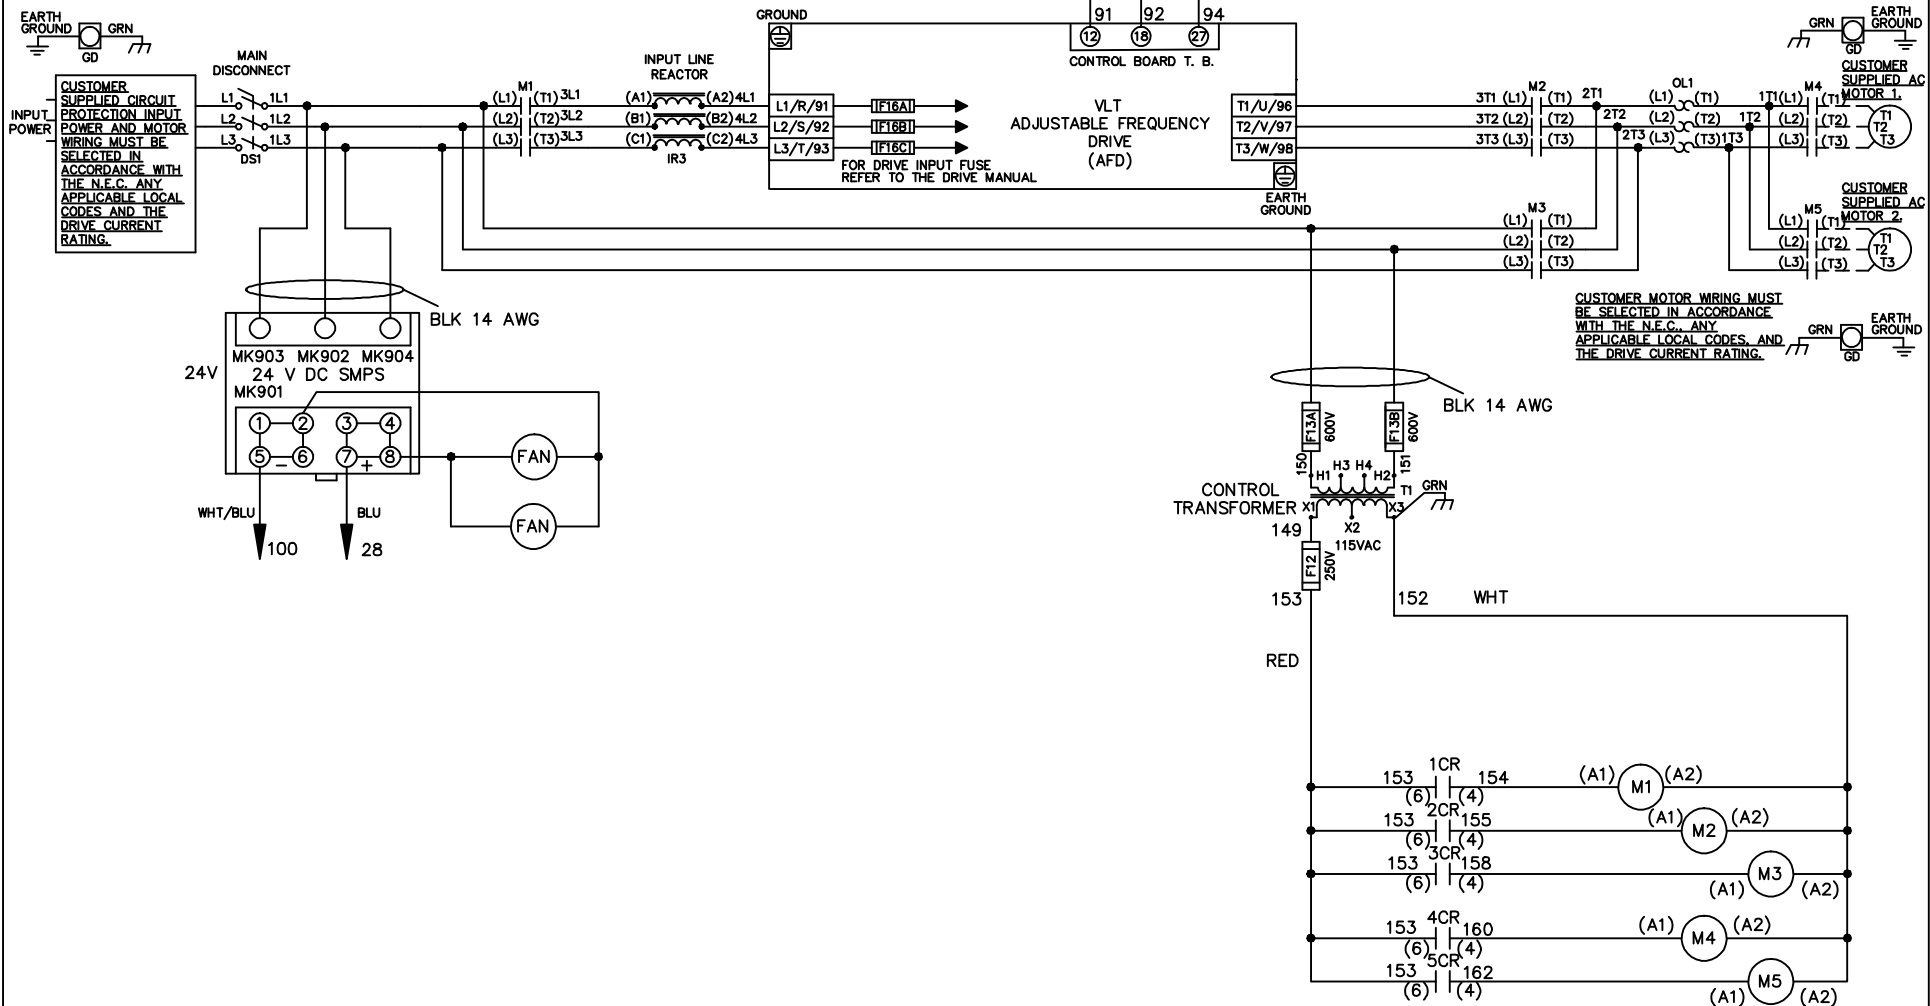 EARTH
GROUND
GRN
GD
CUSTOMER
SUPPLIED CIRCUIT
PROTECTION INPUT
POWER AND MOTOR
WIRING MUST BE
SELECTED IN
ACCORDANCE WITH
THE N.E.C. ANY
APPLICABLE LOCAL
CODES AND THE
DRIVE CURRENT
RATING.
INPUT
POWER
MAIN
DISCONNECT
L1 1L1
L2 1L2
L3 1L3
DS1
M1
(L1) (T1) 3L1
(L2) (T2) 3L2
(L3) (T3) 3L3
INPUT LINE
REACTOR
(A1) (A2) 4L1
(B1) (B2) 4L2
(C1) (C2) 4L3
IR3
GROUND
L1/R/91
L2/S/92
L3/T/93
F16A
F16B
F16C
FOR DRIVE INPUT FUSE
REFER TO THE DRIVE MANUAL
91 92 94
12 18 27
CONTROL BOARD T. B.
VLT
ADJUSTABLE FREQUENCY
DRIVE
(AFD)
T1/U/96
T2/V/97
T3/W/98
EARTH
GROUND
M2
3T1 (L1) (T1) 2T1
3T2 (L2) (T2) 2T2
3T3 (L3) (T3) 2T3
OL1
(L1) (T1) 1T1
(L2) (T2) 1T2
(L3) (T3) 1T3
M4
(L1) (T1)
(L2) (T2)
(L3) (T3)
GRN
EARTH
GROUND
GD
CUSTOMER
SUPPLIED AC
MOTOR 1.
T1
T2
T3
M3
(L1) (T1)
(L2) (T2)
(L3) (T3)
M5
(L1) (T1)
(L2) (T2)
(L3) (T3)
CUSTOMER
SUPPLIED AC
MOTOR 2.
T1
T2
T3
CUSTOMER MOTOR WIRING MUST
BE SELECTED IN ACCORDANCE
WITH THE N.E.C., ANY
APPLICABLE LOCAL CODES, AND
THE DRIVE CURRENT RATING.
GRN
EARTH
GROUND
GD
BLK 14 AWG
MK903 MK902 MK904
24V
24 V DC SMPS
MK901
1 2 3 4
5 - 6 7 + 8
FAN
FAN
WHT/BLU
BLU
100
28
BLK 14 AWG
F13A
600V
F13B
600V
150
151
H1 H3 H4 H2
T1
GRN
CONTROL
TRANSFORMER
X1 X2 X3
149
115VAC
F12
250V
153
152
WHT
RED
1CR
153 154
(6) (4)
(A1) M1 (A2)
2CR
153 155
(6) (4)
(A1) M2 (A2)
3CR
153 158
(6) (4)
(A1) M3 (A2)
4CR
153 160
(6) (4)
(A1) M4 (A2)
5CR
153 162
(6) (4)
(A1) M5 (A2)